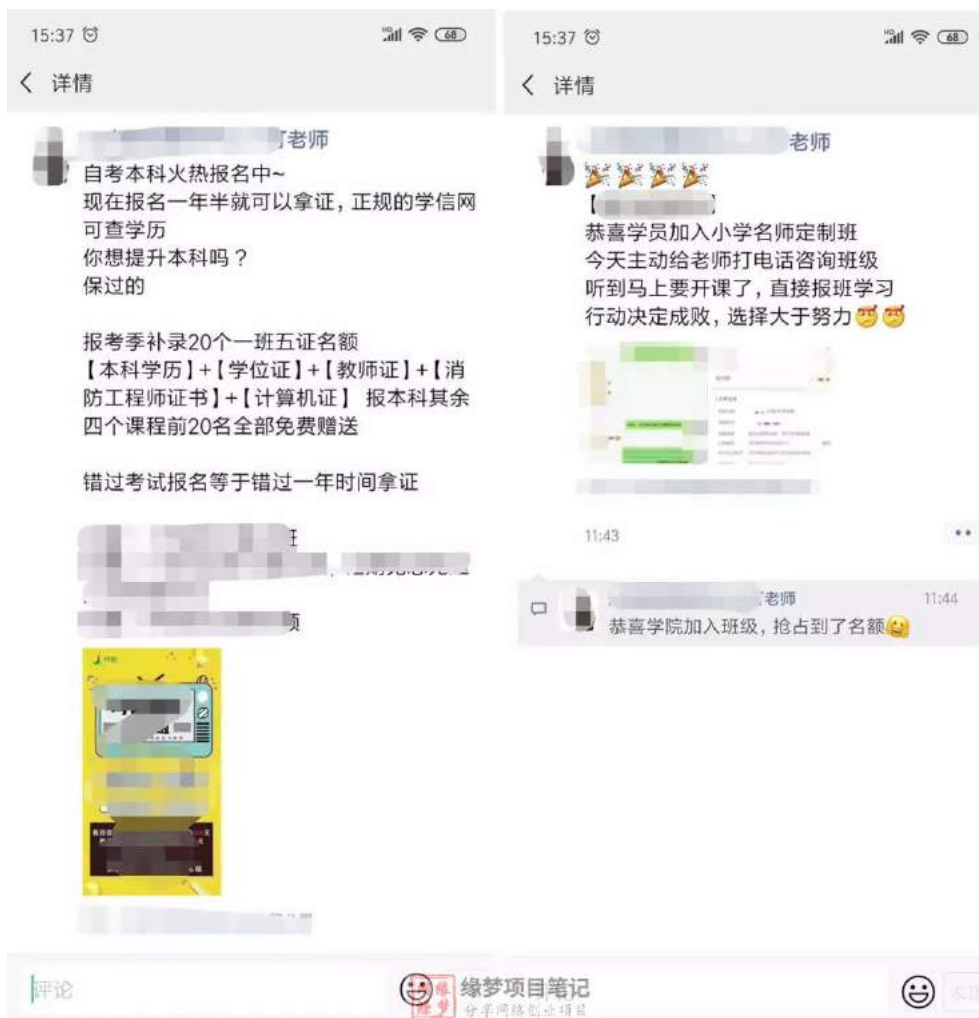 15:37
68
详情
老师
自考本科火热报名中~
现在报名一年半就可以拿证，正规的学信网
可查学历
你想提升本科吗？
保过的
报考季补录20个一班五证名额
【本科学历】+【学位证】+【教师证】+【消
防工程师证书】+【计算机证】 报本科其余
四个课程前20名全部免费赠送
错过考试报名等于错过一年时间拿证
评论
15:37
68
详情
老师
恭喜学员加入小学名师定制班
今天主动给老师打电话咨询班级
听到马上要开课了，直接报班学习
行动决定成败，选择大于努力
11:43
老师
11:44
恭喜学院加入班级，抢占到了名额
缘梦项目笔记
分享网络创业项目